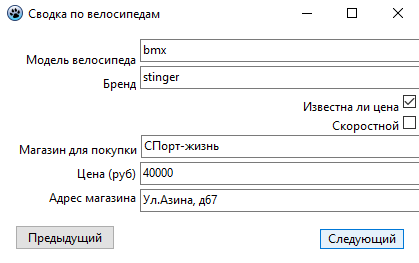 Сводка по велосипедам
Модель велосипеда bmx
Бренд stinger
Известна ли цена
Скоростной
Магазин для покупки СПорт-жизнь
Цена (руб) 40000
Адрес магазина Ул.Азина, д67
Предыдущий Следующий